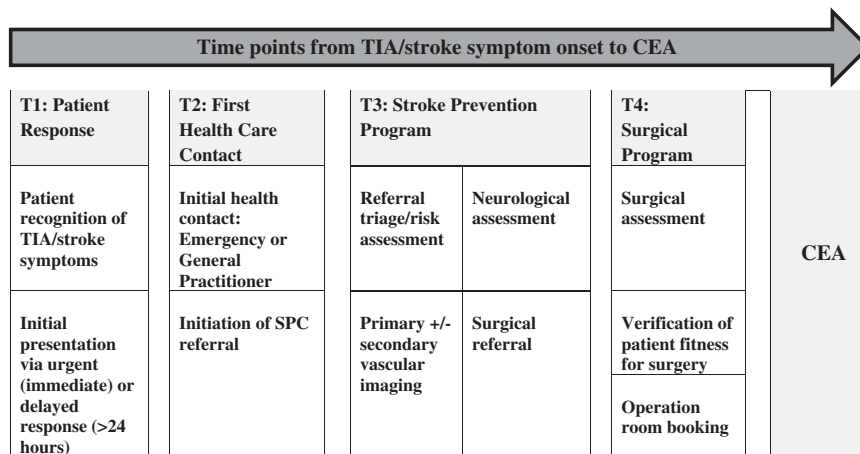 Time points from TIA/stroke symptom onset to CEA
T1: Patient
Response
T2: First
Health Care
Contact
T3: Stroke Prevention
Program
T4:
Surgical
Program
Patient
recognition of
TIA/stroke
symptoms
Initial health
contact:
Emergency or
General
Practitioner
Referral
triage/risk
assessment
Neurological
assessment
Surgical
assessment
CEA
Initial
presentation
via urgent
(immediate) or
delayed
response (>24
hours)
Initiation of SPC
referral
Primary +/-
secondary
vascular
imaging
Surgical
referral
Verification of
patient fitness
for surgery
Operation
room booking